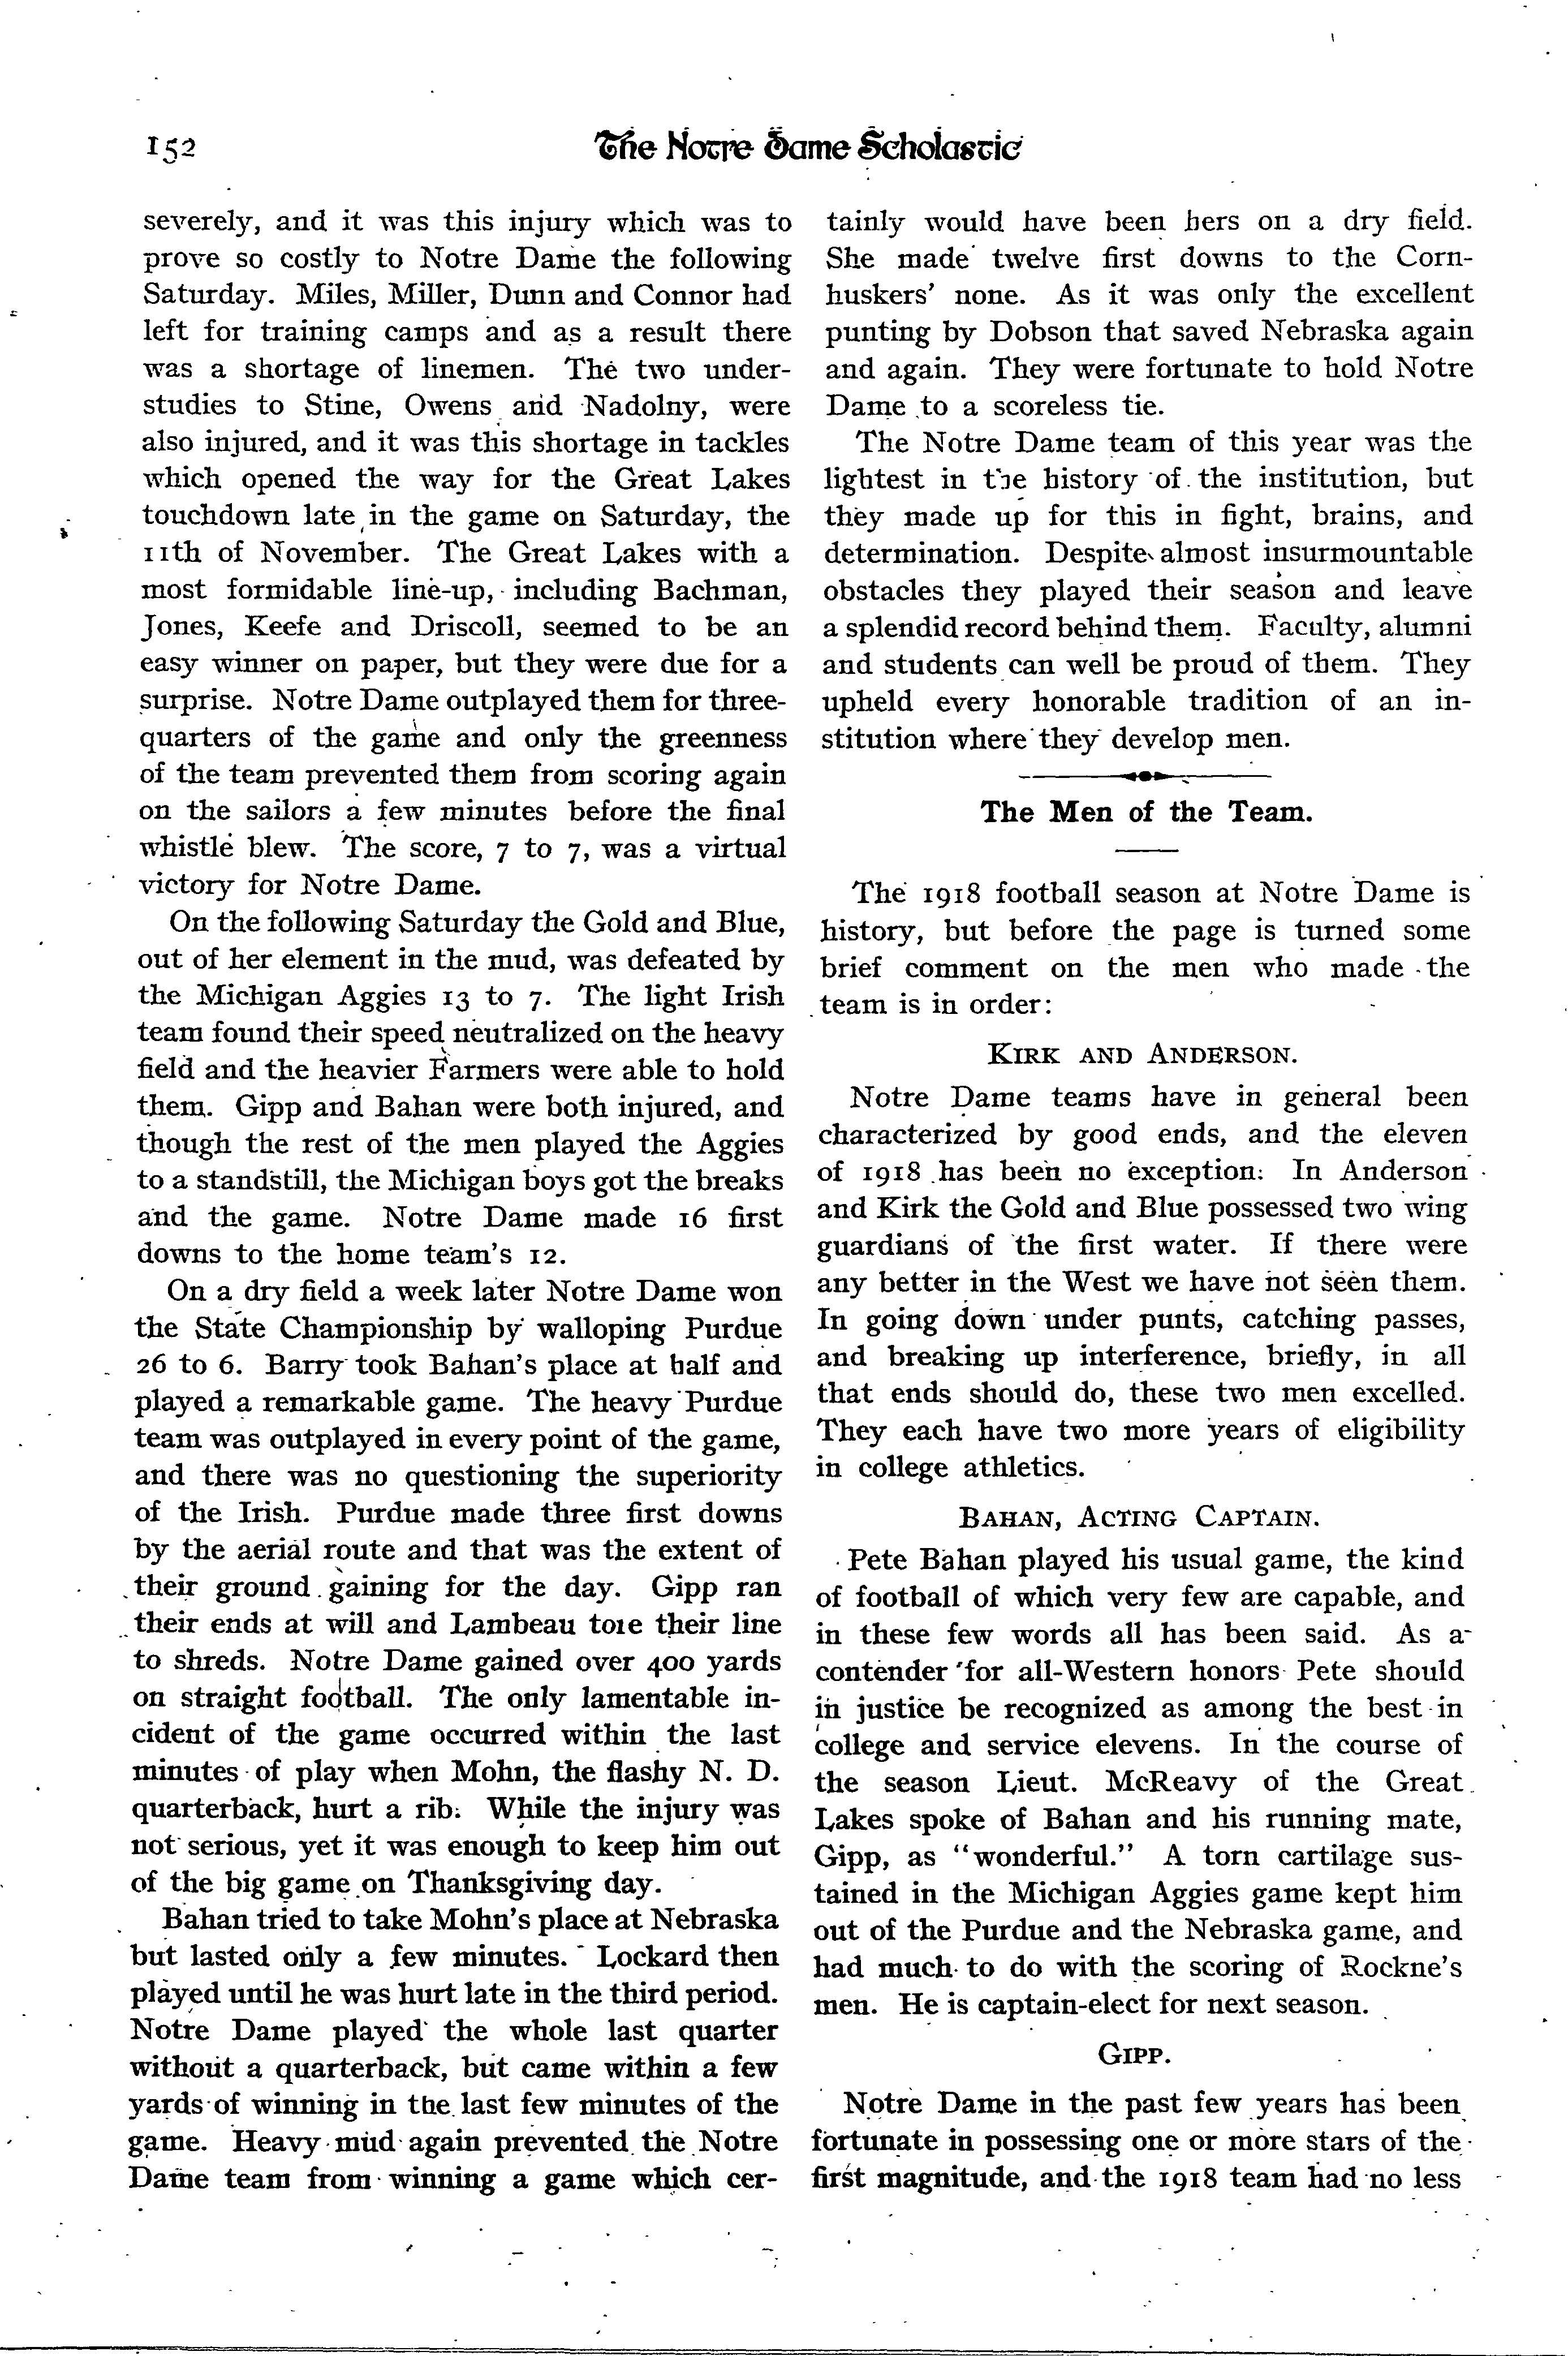 152
The Notre Dame Scholastic
severely, and it was this injury which was to
prove so costly to Notre Dame the following
Saturday. Miles, Miller, Dunn and Connor had
left for training camps and as a result there
was a shortage of linemen. The two under-
studies to Stine, Owens and Nadolny, were
also injured, and it was this shortage in tackles
which opened the way for the Great Lakes
touchdown late in the game on Saturday, the
11th of November. The Great Lakes with a
most formidable line-up, including Bachman,
Jones, Keefe and Driscoll, seemed to be an
easy winner on paper, but they were due for a
surprise. Notre Dame outplayed them for three-
quarters of the game and only the greenness
of the team prevented them from scoring again
on the sailors a few minutes before the final
whistle blew. The score, 7 to 7, was a virtual
victory for Notre Dame.
On the following Saturday the Gold and Blue,
out of her element in the mud, was defeated by
the Michigan Aggies 13 to 7. The light Irish
team found their speed neutralized on the heavy
field and the heavier Farmers were able to hold
them. Gipp and Bahan were both injured, and
though the rest of the men played the Aggies
to a standstill, the Michigan boys got the breaks
and the game. Notre Dame made 16 first
downs to the home team's 12.
On a dry field a week later Notre Dame won
the State Championship by walloping Purdue
26 to 6. Barry took Bahan's place at half and
played a remarkable game. The heavy Purdue
team was outplayed in every point of the game,
and there was no questioning the superiority
of the Irish. Purdue made three first downs
by the aerial route and that was the extent of
their ground gaining for the day. Gipp ran
their ends at will and Lambeau tore their line
to shreds. Notre Dame gained over 400 yards
on straight football. The only lamentable in-
cident of the game occurred within the last
minutes of play when Mohn, the flashy N. D.
quarterback, hurt a rib. While the injury was
not serious, yet it was enough to keep him out
of the big game on Thanksgiving day.
Bahan tried to take Mohn's place at Nebraska
but lasted only a few minutes. Lockard then
played until he was hurt late in the third period.
Notre Dame played the whole last quarter
without a quarterback, but came within a few
yards of winning in the last few minutes of the
game. Heavy mud again prevented the Notre
Dame team from winning a game which cer-
tainly would have been hers on a dry field.
She made twelve first downs to the Corn-
huskers' none. As it was only the excellent
punting by Dobson that saved Nebraska again
and again. They were fortunate to hold Notre
Dame to a scoreless tie.
The Notre Dame team of this year was the
lightest in the history of the institution, but
they made up for this in fight, brains, and
determination. Despite almost insurmountable
obstacles they played their season and leave
a splendid record behind them. Faculty, alumni
and students can well be proud of them. They
upheld every honorable tradition of an in-
stitution where they develop men.
The Men of the Team.
The 1918 football season at Notre Dame is
history, but before the page is turned some
brief comment on the men who made the
team is in order:
KIRK AND ANDERSON.
Notre Dame teams have in general been
characterized by good ends, and the eleven
of 1918 has been no exception. In Anderson
and Kirk the Gold and Blue possessed two wing
guardians of the first water. If there were
any better in the West we have not seen them.
In going down under punts, catching passes,
and breaking up interference, briefly, in all
that ends should do, these two men excelled.
They each have two more years of eligibility
in college athletics.
BAHAN, ACTING CAPTAIN.
Pete Bahan played his usual game, the kind
of football of which very few are capable, and
in these few words all has been said. As a
contender for all-Western honors Pete should
in justice be recognized as among the best in
college and service elevens. In the course of
the season Lieut. McReavy of the Great
Lakes spoke of Bahan and his running mate,
Gipp, as "wonderful." A torn cartilage sus-
tained in the Michigan Aggies game kept him
out of the Purdue and the Nebraska game, and
had much to do with the scoring of Rockne's
men. He is captain-elect for next season.
GIPP.
Notre Dame in the past few years has been
fortunate in possessing one or more stars of the
first magnitude, and the 1918 team had no less